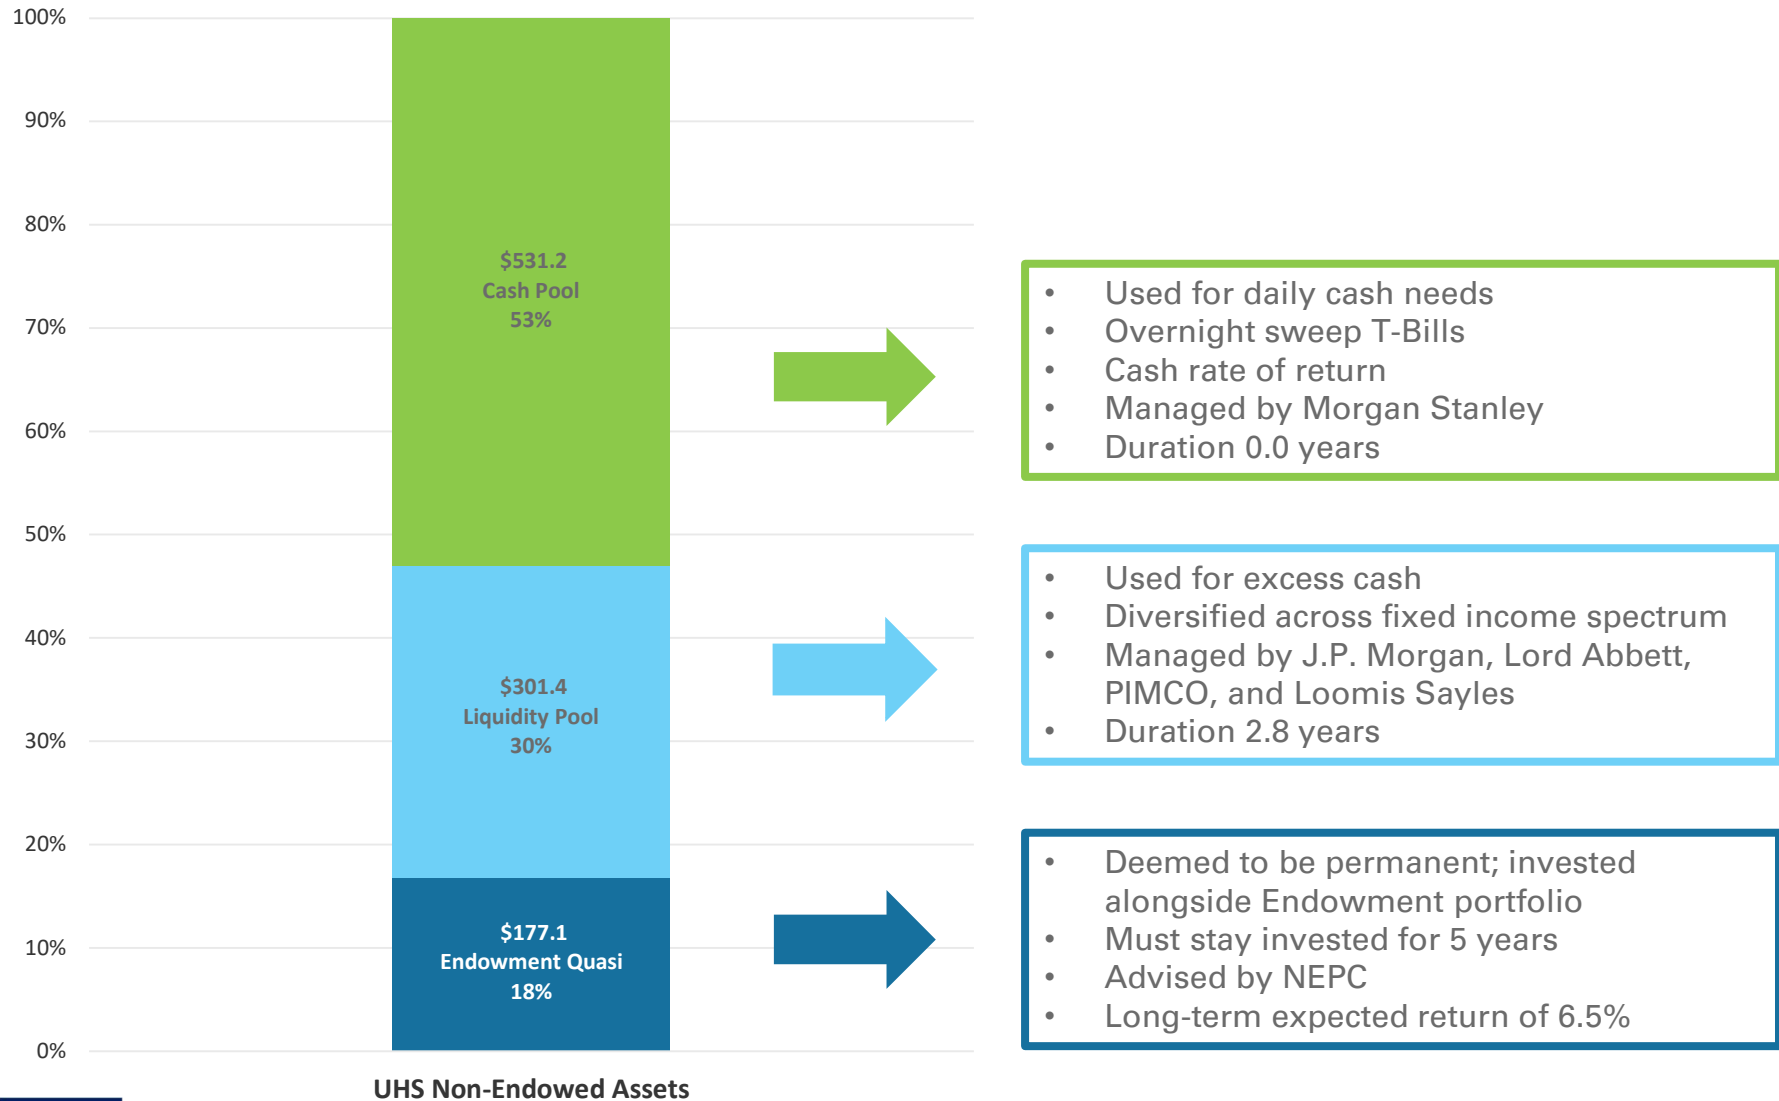 100%
90%
80%
70%
60%
50%
40%
30%
20%
10%
0%
$531.2
Cash Pool
53%
$301.4
Liquidity Pool
30%
$177.1
Endowment Quasi
18%
UHS Non-Endowed Assets
• Used for daily cash needs
• Overnight sweep T-Bills
• Cash rate of return
• Managed by Morgan Stanley
• Duration 0.0 years
• Used for excess cash
• Diversified across fixed income spectrum
• Managed by J.P. Morgan, Lord Abbett,
PIMCO, and Loomis Sayles
• Duration 2.8 years
• Deemed to be permanent; invested
alongside Endowment portfolio
• Must stay invested for 5 years
• Advised by NEPC
• Long-term expected return of 6.5%